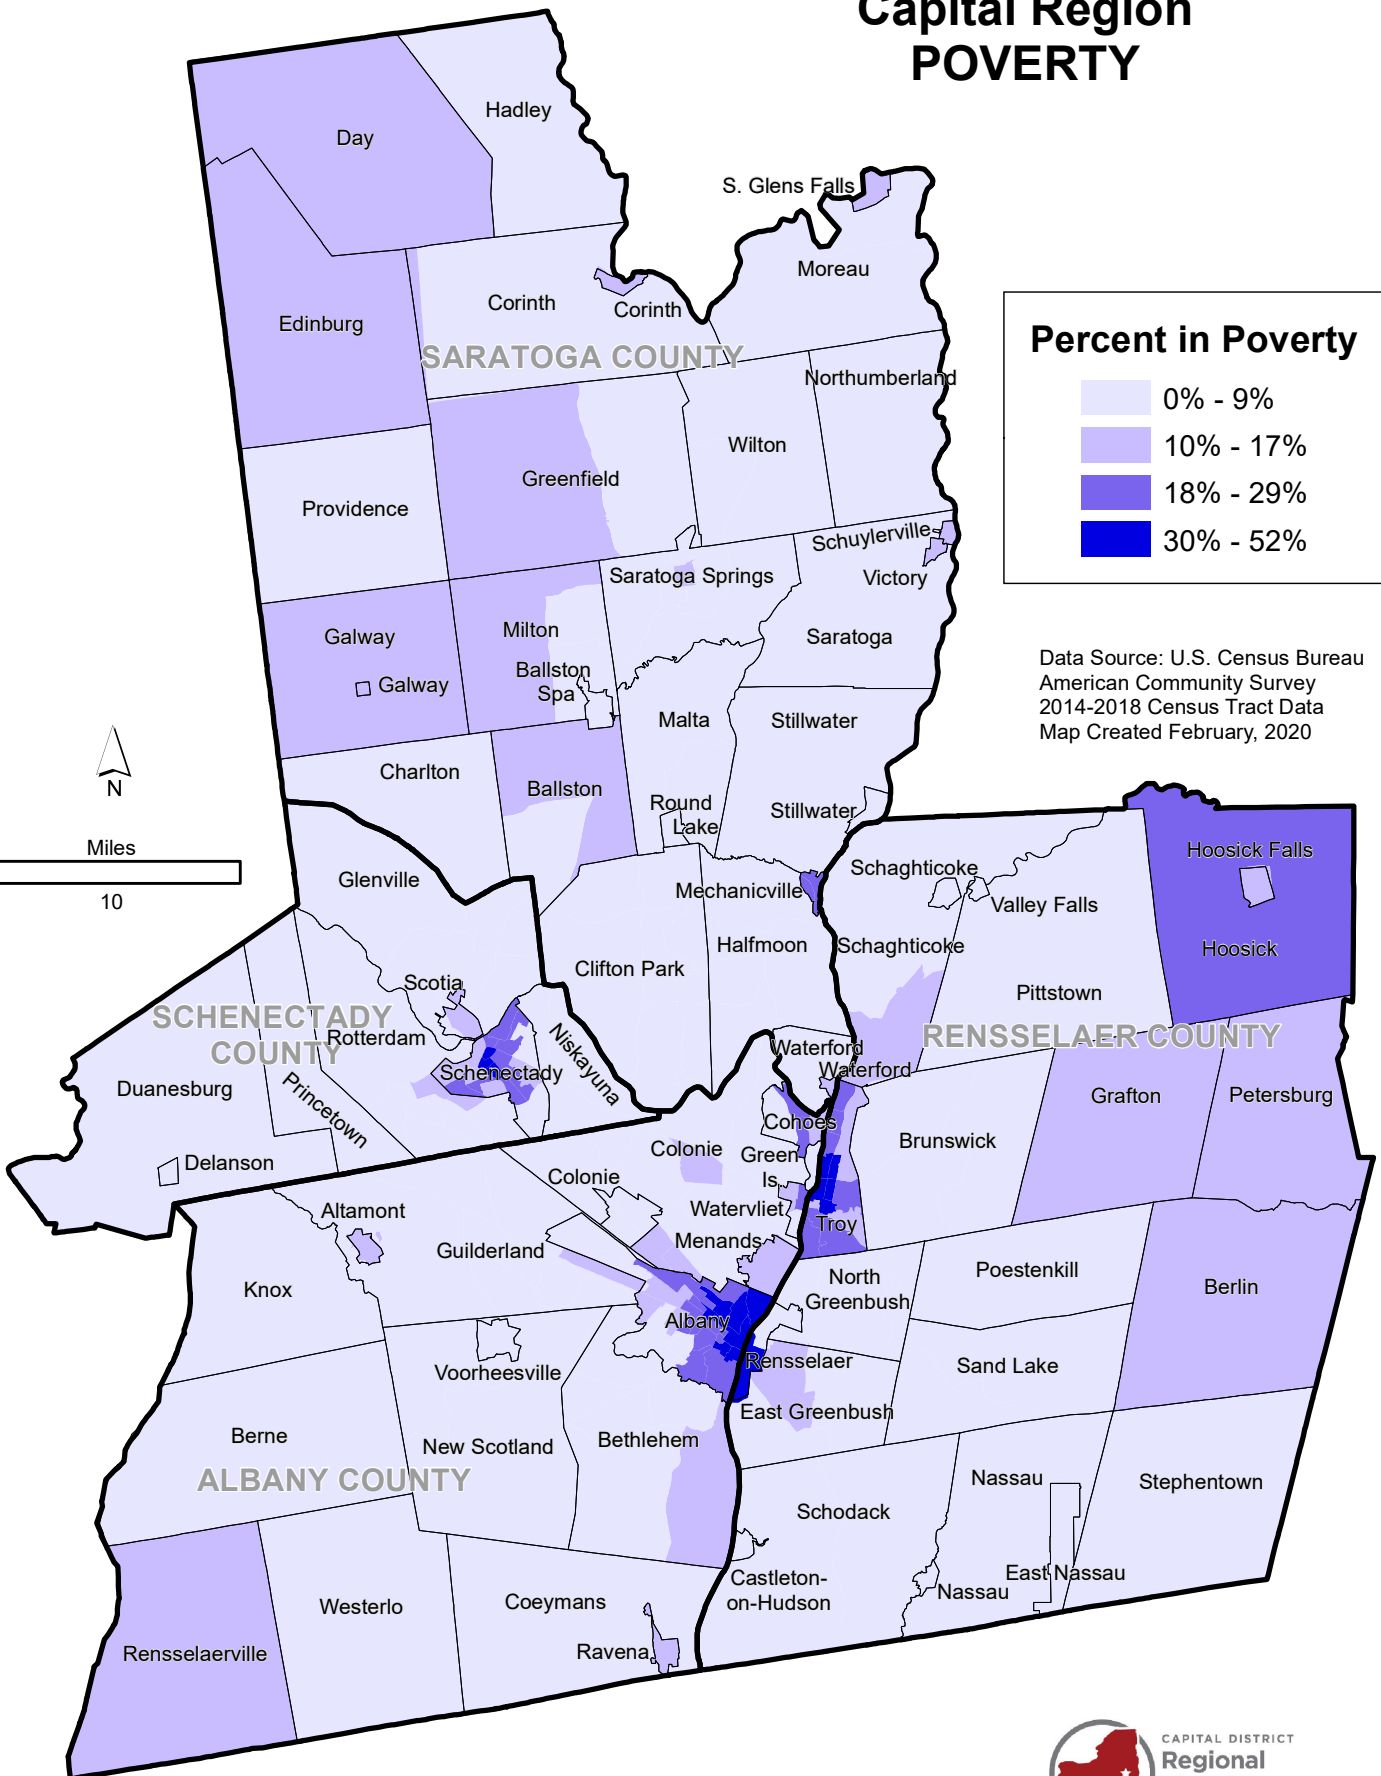 Capital Region
POVERTY
Hadley
Day
S. Glens Falls
Moreau
Corinth
Corinth
Edinburg
SARATOGA COUNTY
Northumberland
Wilton
Greenfield
Providence
Schuylerville
Victory
Saratoga Springs
Galway
Milton
Saratoga
Galway
Ballston
Spa
Malta
Stillwater
Charlton
Ballston
Round
Lake
Stillwater
Percent in Poverty
0% - 9%
10% - 17%
18% - 29%
30% - 52%
Data Source: U.S. Census Bureau
American Community Survey
2014-2018 Census Tract Data
Map Created February, 2020
N
Miles
10
Glenville
Mechanicville
Halfmoon
Clifton Park
Schaghticoke
Valley Falls
Hoosick Falls
Schaghticoke
Hoosick
Pittstown
Scotia
SCHENECTADY
COUNTY
Rotterdam
Niskayuna
RENSSELAER COUNTY
Waterford
Waterford
Schenectady
Duanesburg
Princetown
Grafton
Petersburg
Cohoes
Brunswick
Delanson
Colonie
Green
Is.
Colonie
Altamont
Watervliet
Troy
Menands
Guilderland
Knox
North
Greenbush
Poestenkill
Berlin
Albany
Voorheesville
Rensselaer
Sand Lake
East Greenbush
Berne
New Scotland
Bethlehem
ALBANY COUNTY
Nassau
Stephentown
Schodack
Castleton-
on-Hudson
East Nassau
Nassau
Westerlo
Coeymans
Rensselaerville
Ravena
CAPITAL DISTRICT
Regional